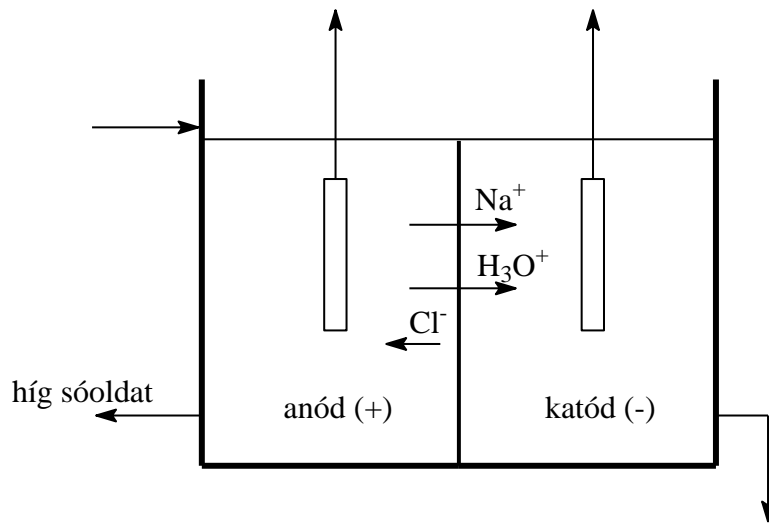 Na⁺
H₃O⁺
Cl⁻
híg sóoldat
anód (+)
katód (-)